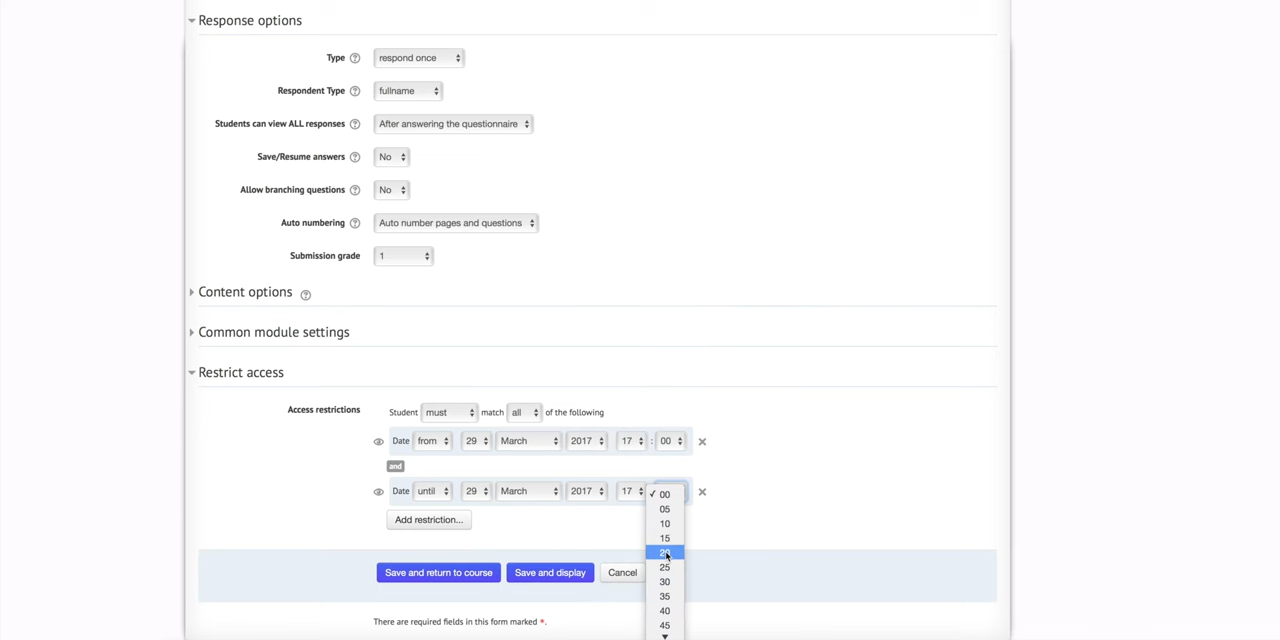 Response options
Type respond once
Respondent Type fullname
Students can view ALL responses After answering the questionnaire
Save/Resume answers No
Allow branching questions No
Auto numbering Auto number pages and questions
Submission grade 1
Content options
Common module settings
Restrict access
Access restrictions Student must match all of the following
Date from 29 March 2017 17 : 00
and
Date until 29 March 2017 17
✓ 00
05
10
15
20
25
30
35
40
45
Add restriction...
Save and return to course Save and display Cancel
There are required fields in this form marked *.